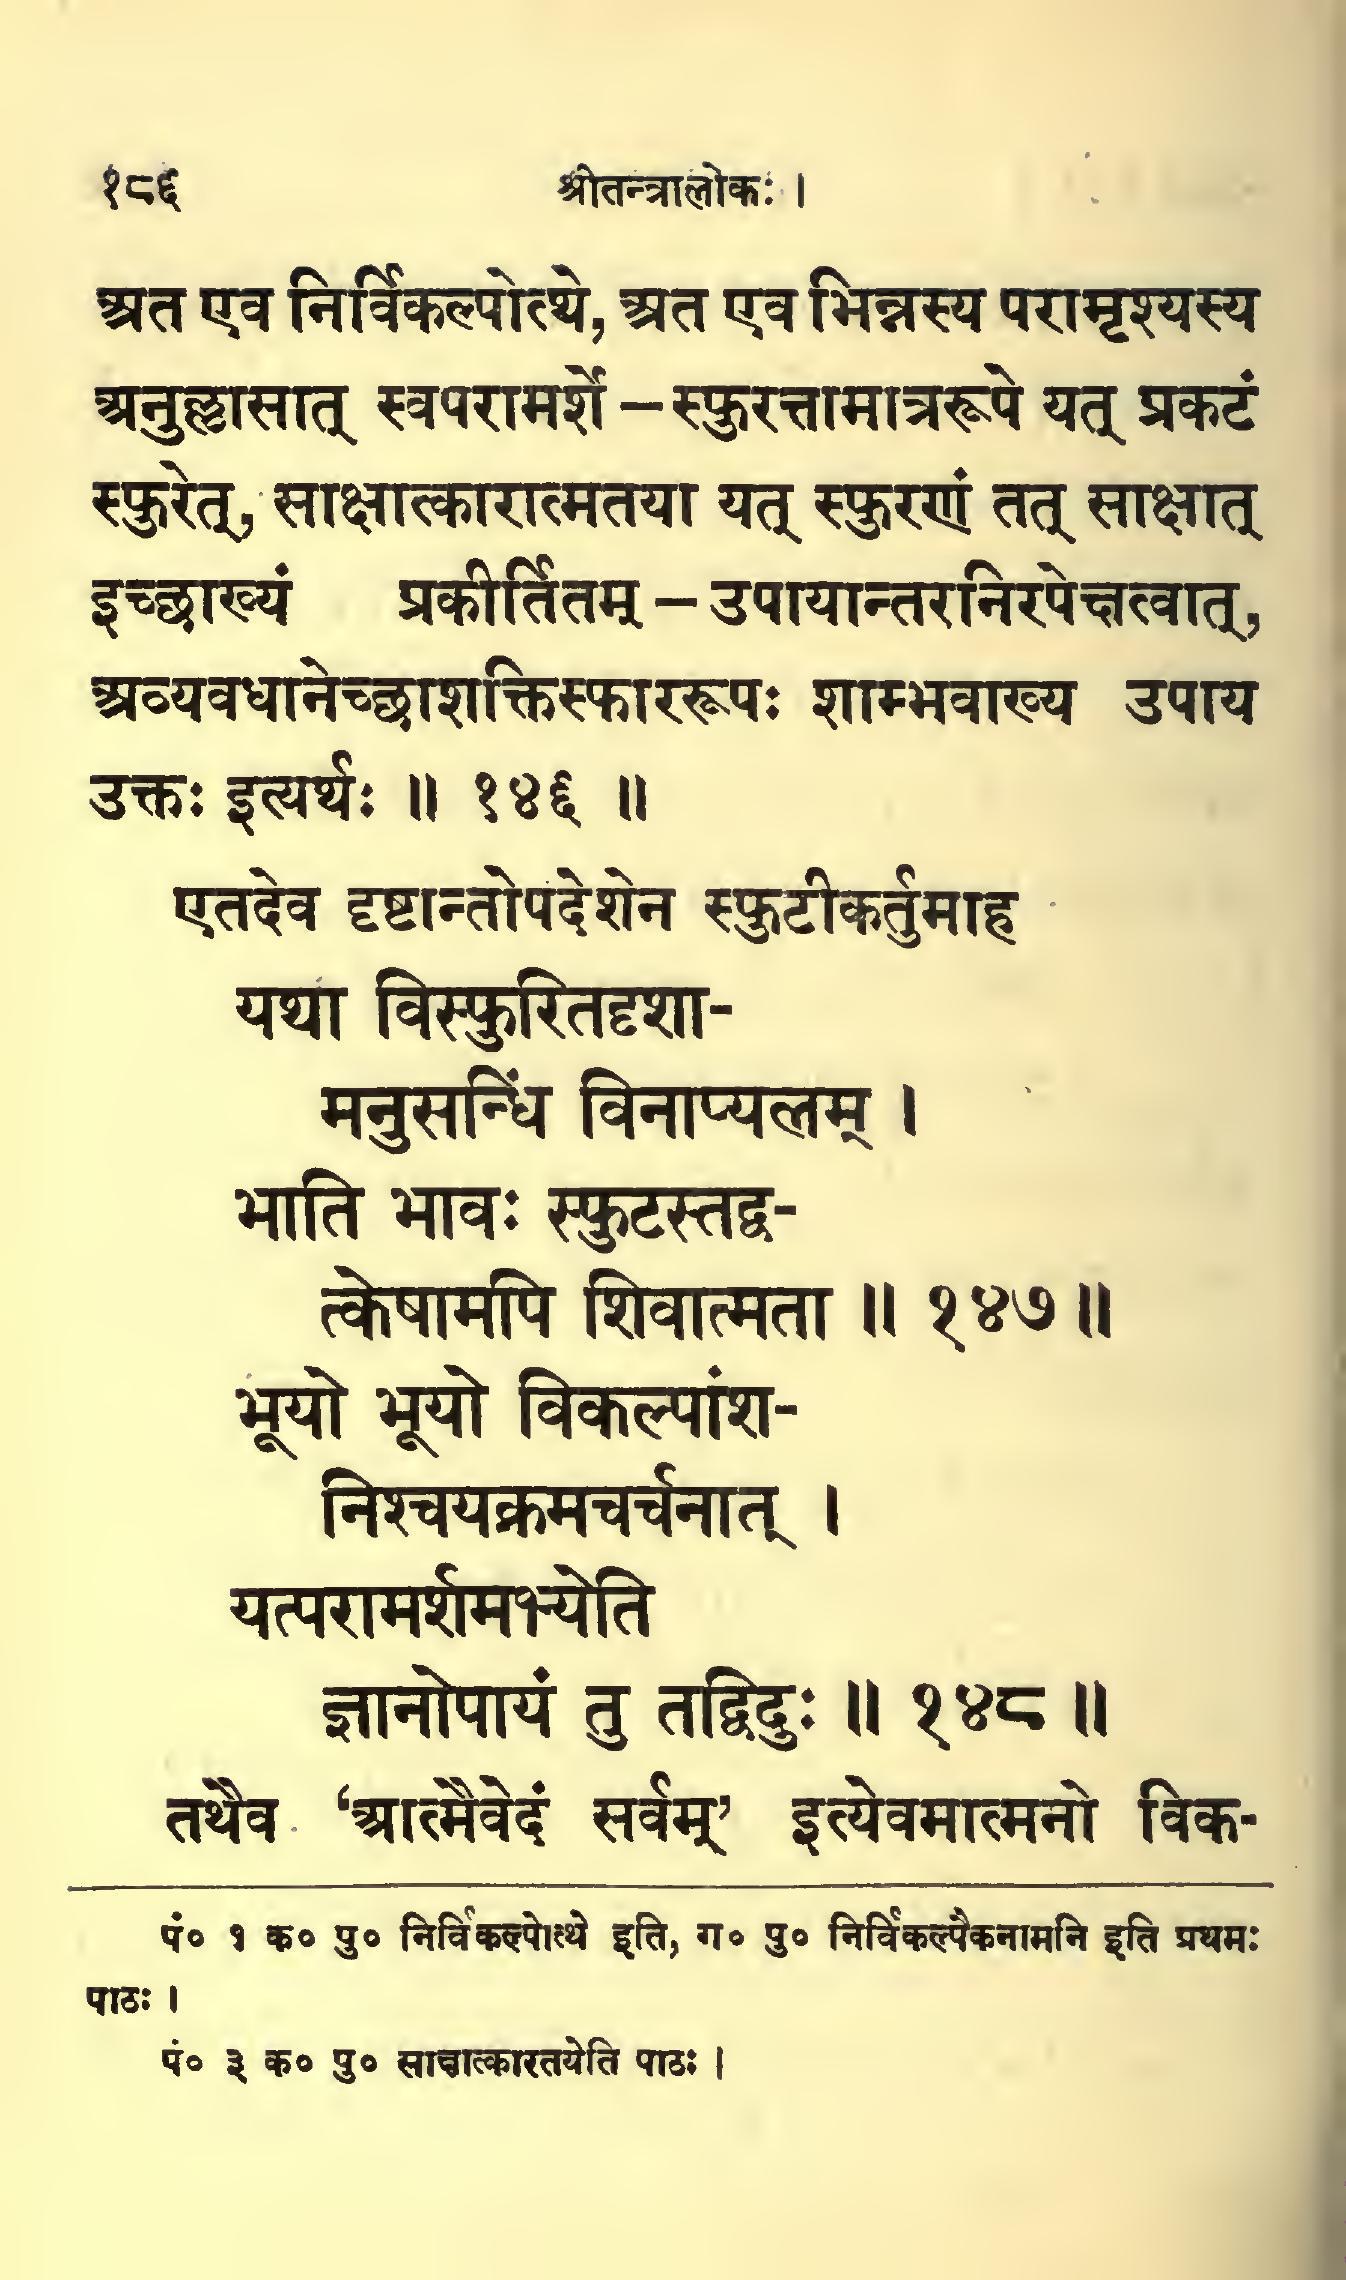 १८६ श्रीतन्त्रालोकः ।
अत एव निर्विकल्पोत्थे, अत एव भिन्नस्य परामृश्यस्य
अनुल्लासात् स्वपरामर्शे – स्फुरत्तामात्ररूपे यत् प्रकटं
स्फुरेत्, साक्षात्कारात्मतया यत् स्फुरणं तत् साक्षात्
इच्छाख्यं प्रकीर्तितम् – उपायान्तरनिरपेक्षत्वात्,
अव्यवधानेच्छाशक्तिस्फाररूपः शाम्भवाख्य उपाय
उक्तः इत्यर्थः ॥ १४६ ॥
एतदेव दृष्टान्तोपदेशेन स्फुटीकर्तुमाह
यथा विस्फुरितदृशा-
मनुसन्धिं विनाप्यलम् ।
भाति भावः स्फुटस्तद्व-
त्केषामपि शिवात्मता ॥ १४७ ॥
भूयो भूयो विकल्पांश-
निश्चयक्रमचर्चनात् ।
यत्परामर्शमभ्येति
ज्ञानोपायं तु तद्विदुः ॥ १४८ ॥
तथैव ‘आत्मैवेदं सर्वम्’ इत्येवमात्मनो विक-
पं० १ क० पु० निर्विकल्पोत्थे इति, ग० पु० निर्विकल्पैकनामनि इति प्रथमः
पाठः ।
पं० ३ क० पु० साक्षात्कारतयेति पाठः ।